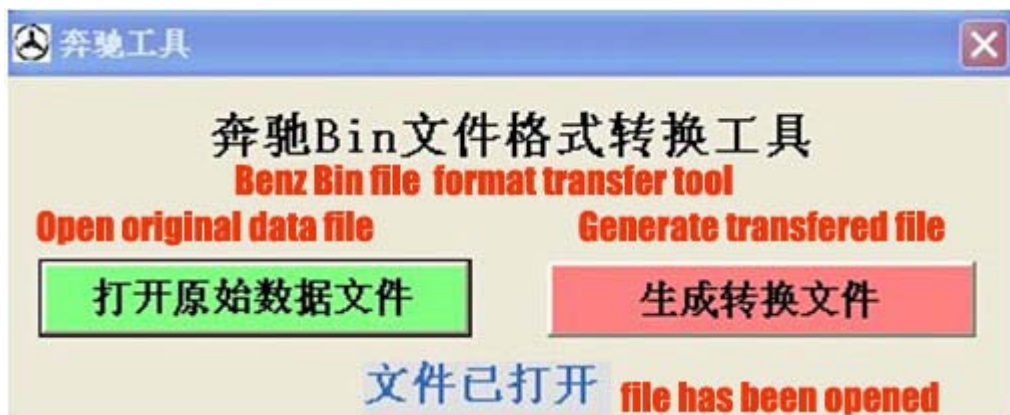 奔驰工具
奔驰Bin文件格式转换工具
Benz Bin file format transfer tool
Open original data file
Generate transfered file
打开原始数据文件
生成转换文件
文件已打开
file has been opened